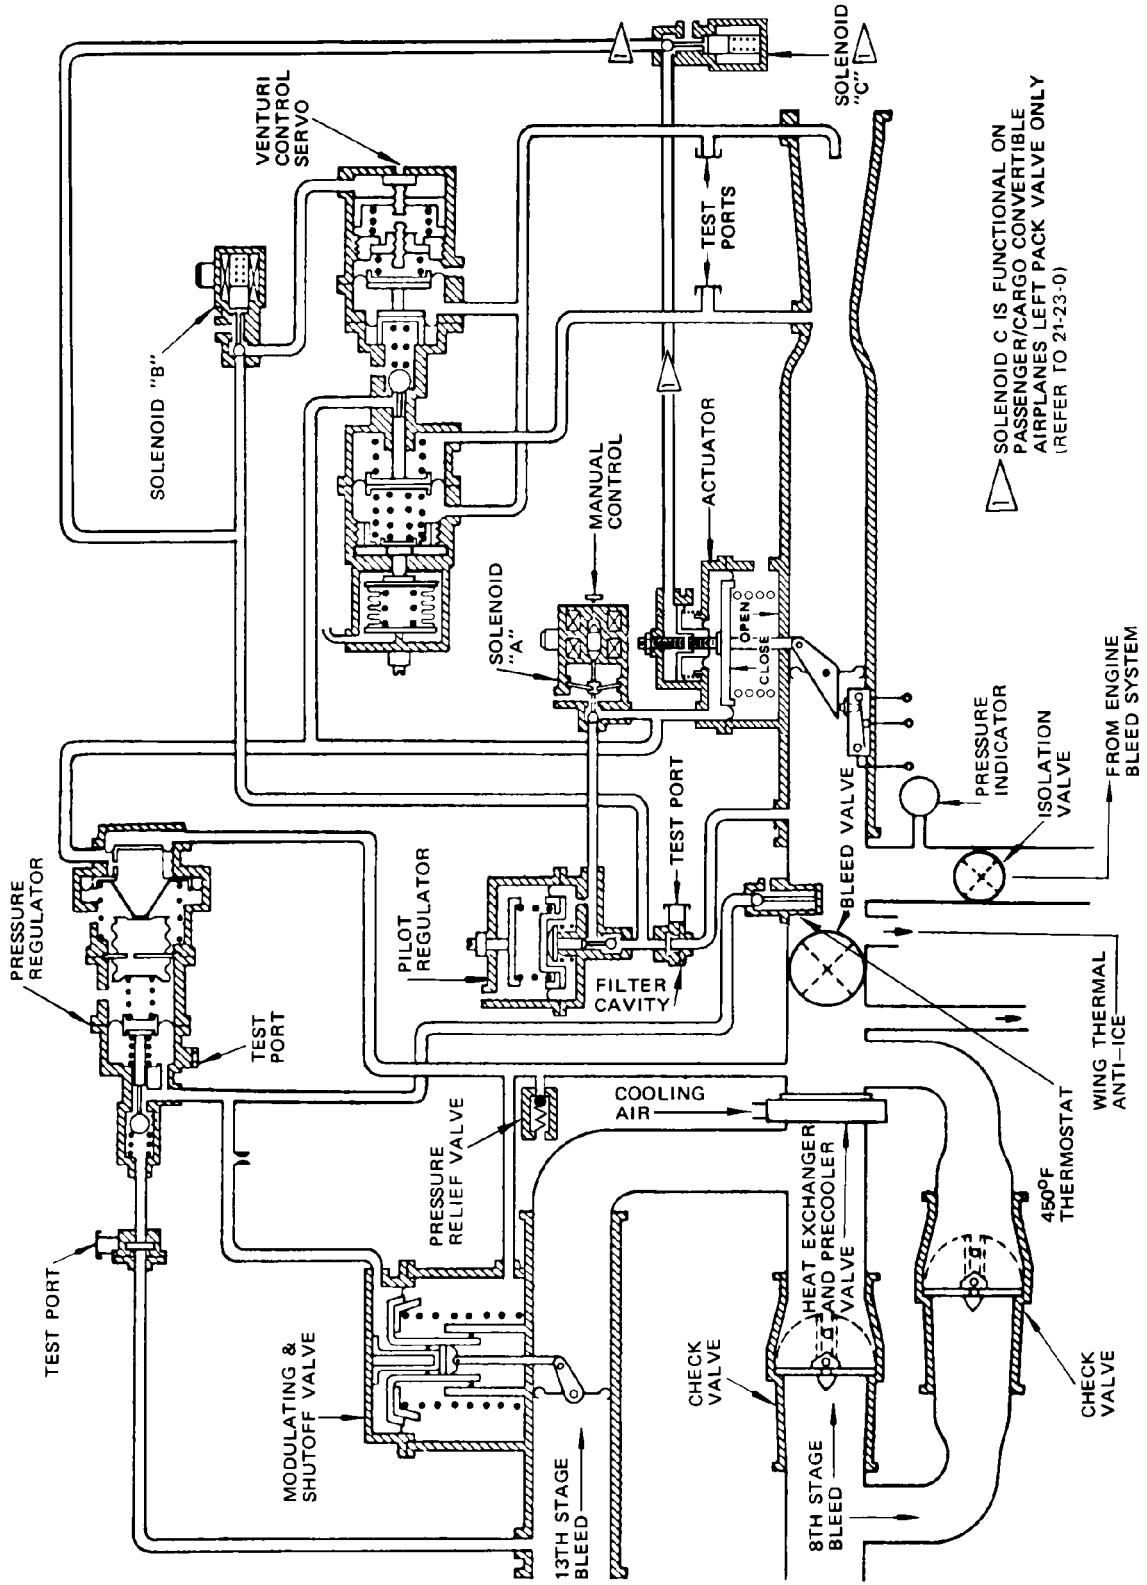 TEST PORT
PRESSURE
REGULATOR
TEST
PORT
MODULATING &
SHUTOFF VALVE
PRESSURE
RELIEF VALVE
13TH STAGE
BLEED
SOLENOID "B"
VENTURI
CONTROL
SERVO
PILOT
REGULATOR
FILTER
CAVITY
TEST PORT
SOLENOID
"A"
MANUAL
CONTROL
ACTUATOR
OPEN
CLOSE
TEST
PORTS
1
1
SOLENOID
"C"
1
COOLING
AIR
HEAT EXCHANGER
AND PRECOOLER
VALVE
CHECK
VALVE
8TH STAGE
BLEED
BLEED VALVE
PRESSURE
INDICATOR
ISOLATION
VALVE
FROM ENGINE
BLEED SYSTEM
WING THERMAL
ANTI-ICE
450°F
THERMOSTAT
CHECK
VALVE
1 SOLENOID C IS FUNCTIONAL ON
PASSENGER/CARGO CONVERTIBLE
AIRPLANES LEFT PACK VALVE ONLY
(REFER TO 21-23-0)